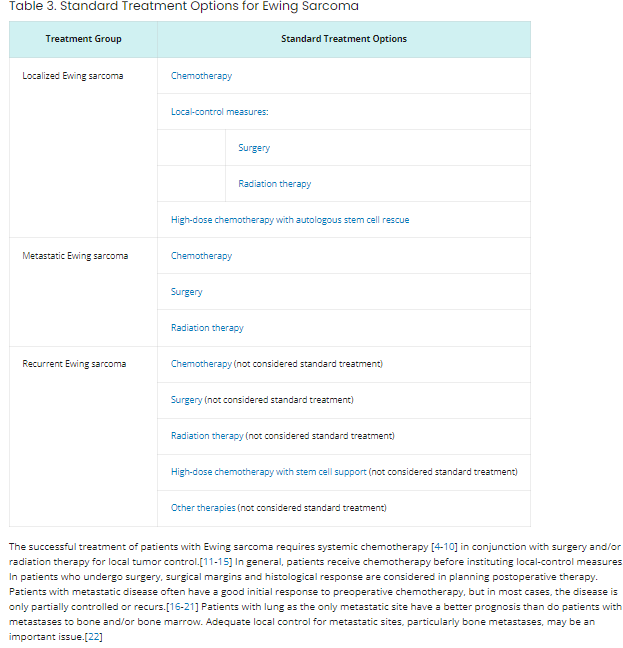 Table 3. Standard Treatment Options for Ewing Sarcoma
Treatment Group Standard Treatment Options
Localized Ewing sarcoma Chemotherapy
Local-control measures:
Surgery
Radiation therapy
High-dose chemotherapy with autologous stem cell rescue
Metastatic Ewing sarcoma Chemotherapy
Surgery
Radiation therapy
Recurrent Ewing sarcoma Chemotherapy (not considered standard treatment)
Surgery (not considered standard treatment)
Radiation therapy (not considered standard treatment)
High-dose chemotherapy with stem cell support (not considered standard treatment)
Other therapies (not considered standard treatment)
The successful treatment of patients with Ewing sarcoma requires systemic chemotherapy [4-10] in conjunction with surgery and/or
radiation therapy for local tumor control.[11-15] In general, patients receive chemotherapy before instituting local-control measures
In patients who undergo surgery, surgical margins and histological response are considered in planning postoperative therapy.
Patients with metastatic disease often have a good initial response to preoperative chemotherapy, but in most cases, the disease is
only partially controlled or recurs.[16-21] Patients with lung as the only metastatic site have a better prognosis than do patients with
metastases to bone and/or bone marrow. Adequate local control for metastatic sites, particularly bone metastases, may be an
important issue.[22]